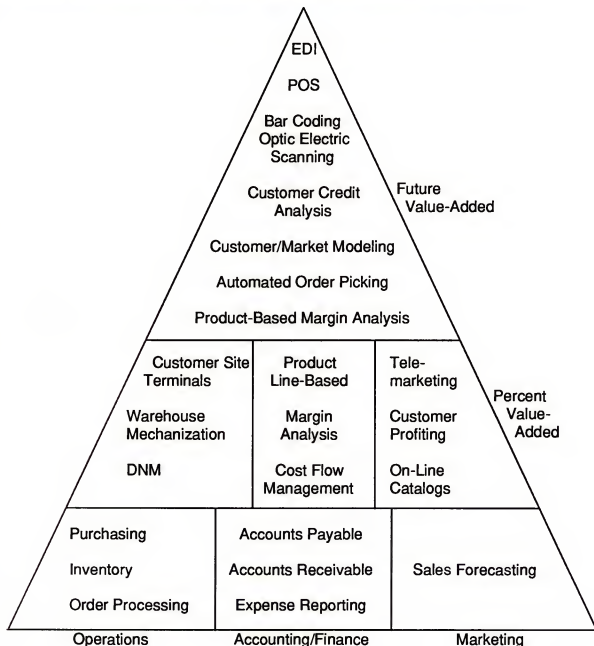 EDI
POS
Bar Coding
Optic Electric
Scanning
Customer Credit
Analysis
Future
Value-Added
Customer/Market Modeling
Automated Order Picking
Product-Based Margin Analysis
Customer Site
Terminals
Warehouse
Mechanization
DNM
Product
Line-Based
Margin
Analysis
Cost Flow
Management
Tele-
marketing
Customer
Profiting
On-Line
Catalogs
Percent
Value-
Added
Purchasing
Inventory
Order Processing
Accounts Payable
Accounts Receivable
Expense Reporting
Sales Forecasting
Operations
Accounting/Finance
Marketing